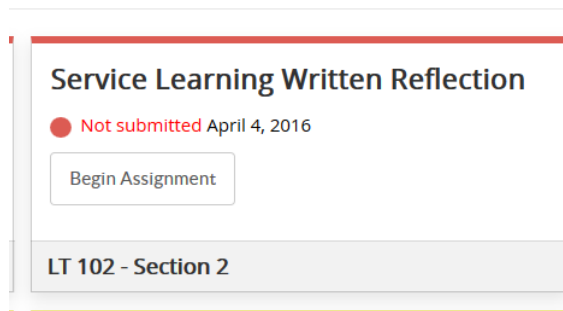 Service Learning Written Reflection
Not submitted April 4, 2016
Begin Assignment
LT 102 - Section 2